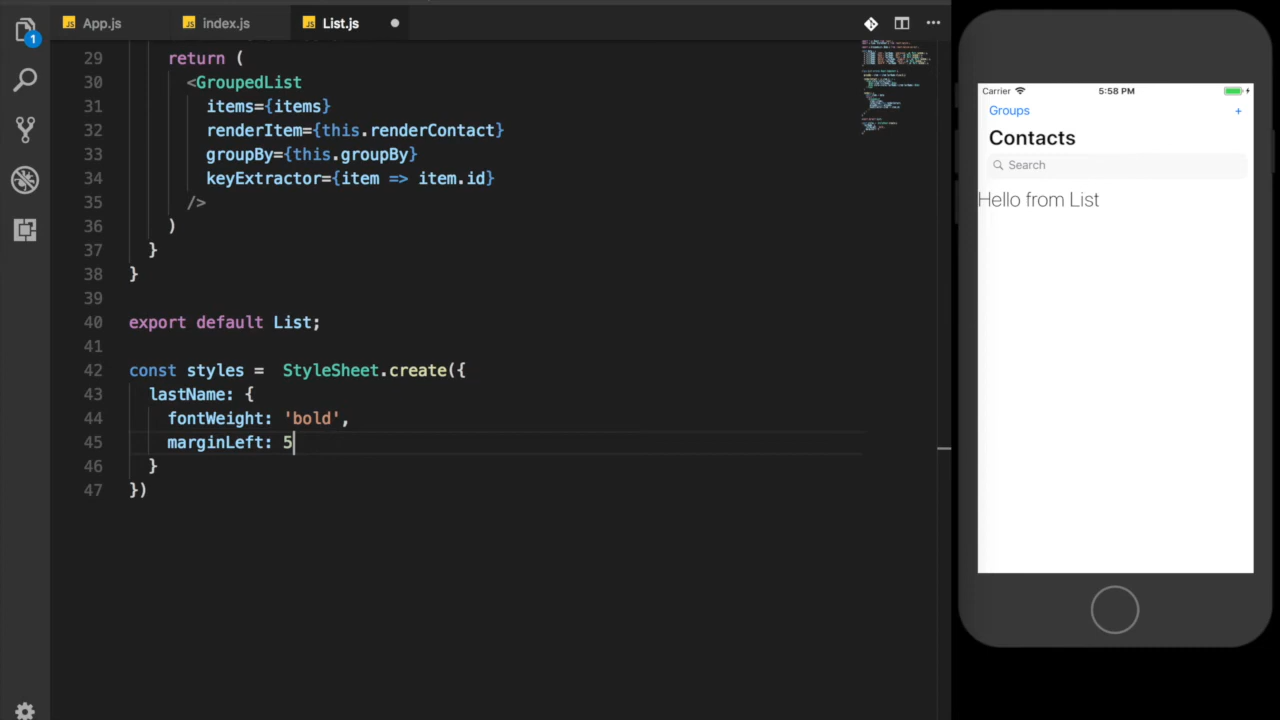 App.js index.js List.js
1
29 return (
30 <GroupedList
31 items={items}
32 renderItem={this.renderContact}
33 groupBy={this.groupBy}
34 keyExtractor={item => item.id}
35 />
36 )
37 }
38 }
39
40 export default List;
41
42 const styles =  StyleSheet.create({
43 lastName: {
44 fontWeight: 'bold',
45 marginLeft: 5
46 }
47 })
Carrier 5:58 PM
Groups +
Contacts
Search
Hello from List